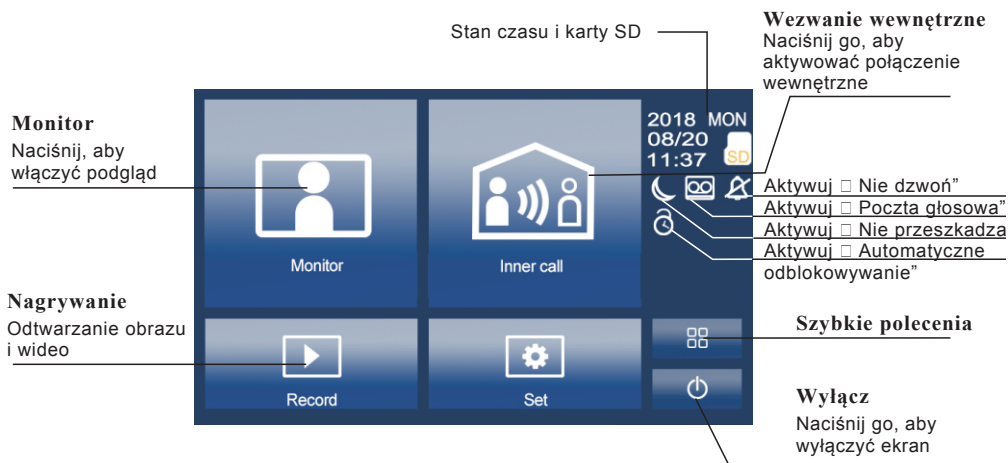 Stan czasu i karty SD
Wezwanie wewnętrzne
Naciśnij go, aby
aktywować połączenie
wewnętrzne
Monitor
Naciśnij, aby
włączyć podgląd
2018 MON
08/20
11:37
SD
Monitor
Inner call
Aktywuj □ Nie dzwoń”
Aktywuj □ Poczta głosowa”
Aktywuj □ Nie przeszkadza
Aktywuj □ Automatyczne
odblokowywanie”
Nagrywanie
Odtwarzanie obrazu
i wideo
Record
Set
Szybkie polecenia
Wyłącz
Naciśnij go, aby
wyłączyć ekran